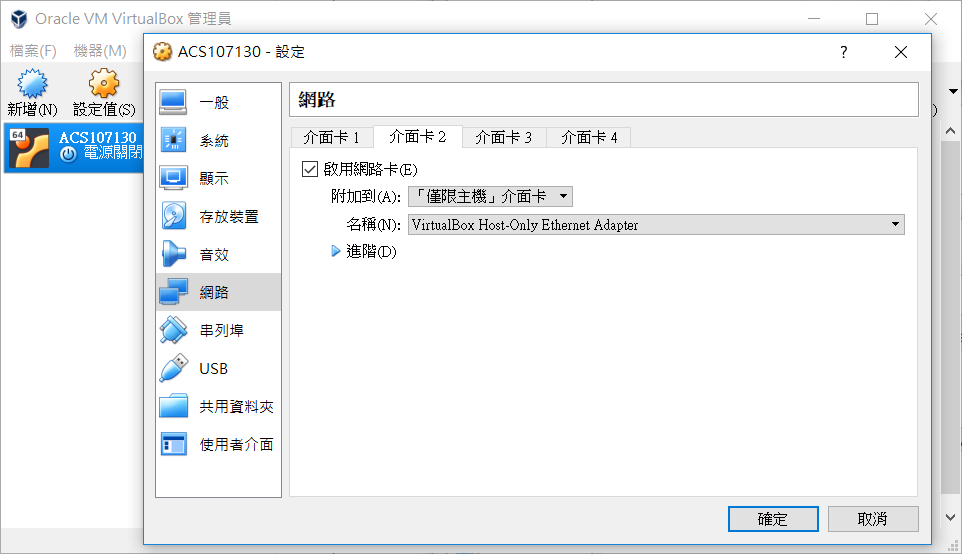 Oracle VM VirtualBox 管理員
檔案(F) 機器(M)
新增(N) 設定值(S)
64
ACS107130
電源關閉
ACS107130 - 設定
?
一般
系統
顯示
存放裝置
音效
網路
串列埠
USB
共用資料夾
使用者介面
網路
介面卡 1 介面卡 2 介面卡 3 介面卡 4
啟用網路卡(E)
附加到(A): 「僅限主機」介面卡
名稱(N): VirtualBox Host-Only Ethernet Adapter
進階(D)
確定 取消
)